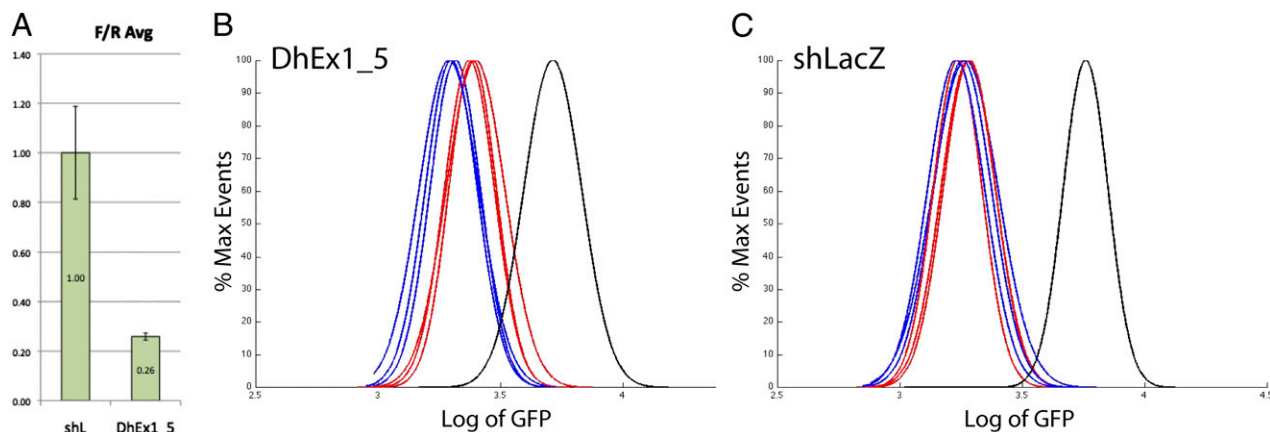 A
F/R Avg
1.40
1.20
1.00
0.80
0.60
0.40
0.20
0.00
1.00
0.26
shL DhEx1_5
B
DhEx1_5
% Max Events
100
90
80
70
60
50
40
30
20
10
0
2.5 3 3.5 4
Log of GFP
C
shLacZ
% Max Events
100
90
80
70
60
50
40
30
20
10
0
2.5 3 3.5 4 4.5
Log of GFP